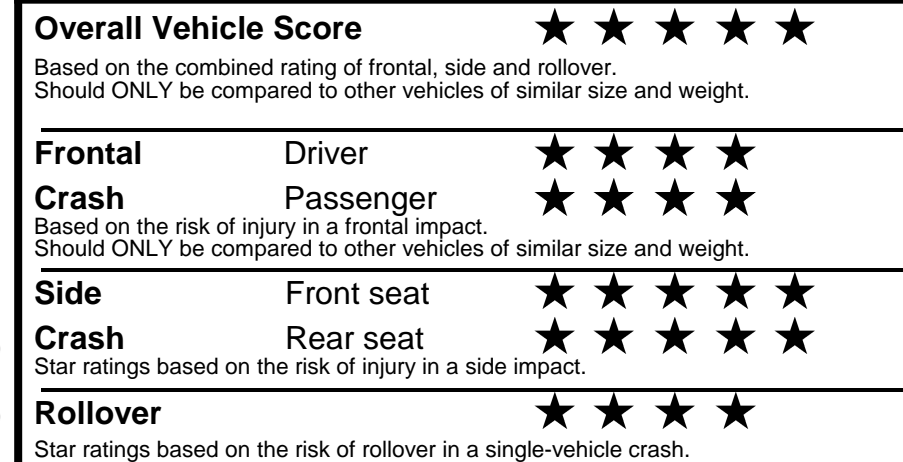 Overall Vehicle Score ★ ★ ★ ★ ★
Based on the combined rating of frontal, side and rollover.
Should ONLY be compared to other vehicles of similar size and weight.
Frontal Driver ★ ★ ★ ★
Crash Passenger ★ ★ ★ ★
Based on the risk of injury in a frontal impact.
Should ONLY be compared to other vehicles of similar size and weight.
Side Front seat ★ ★ ★ ★ ★
Crash Rear seat ★ ★ ★ ★ ★
Star ratings based on the risk of injury in a side impact.
Rollover ★ ★ ★ ★
Star ratings based on the risk of rollover in a single-vehicle crash.